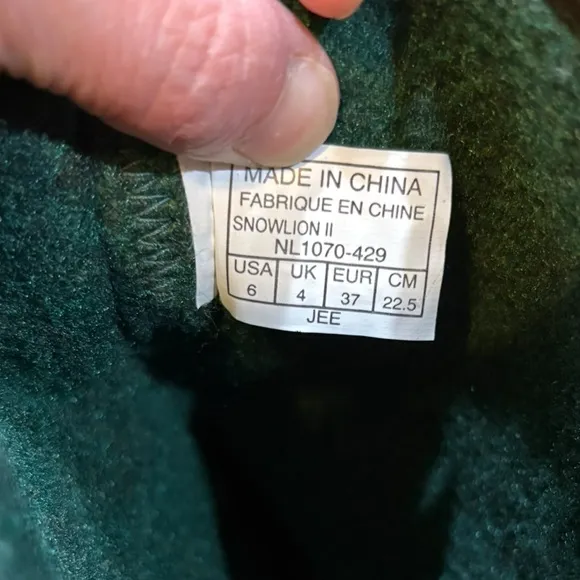 MADE IN CHINA
FABRIQUE EN CHINE
SNOWLION II
NL1070-429
USA UK EUR CM
6 4 37 22.5
JEE